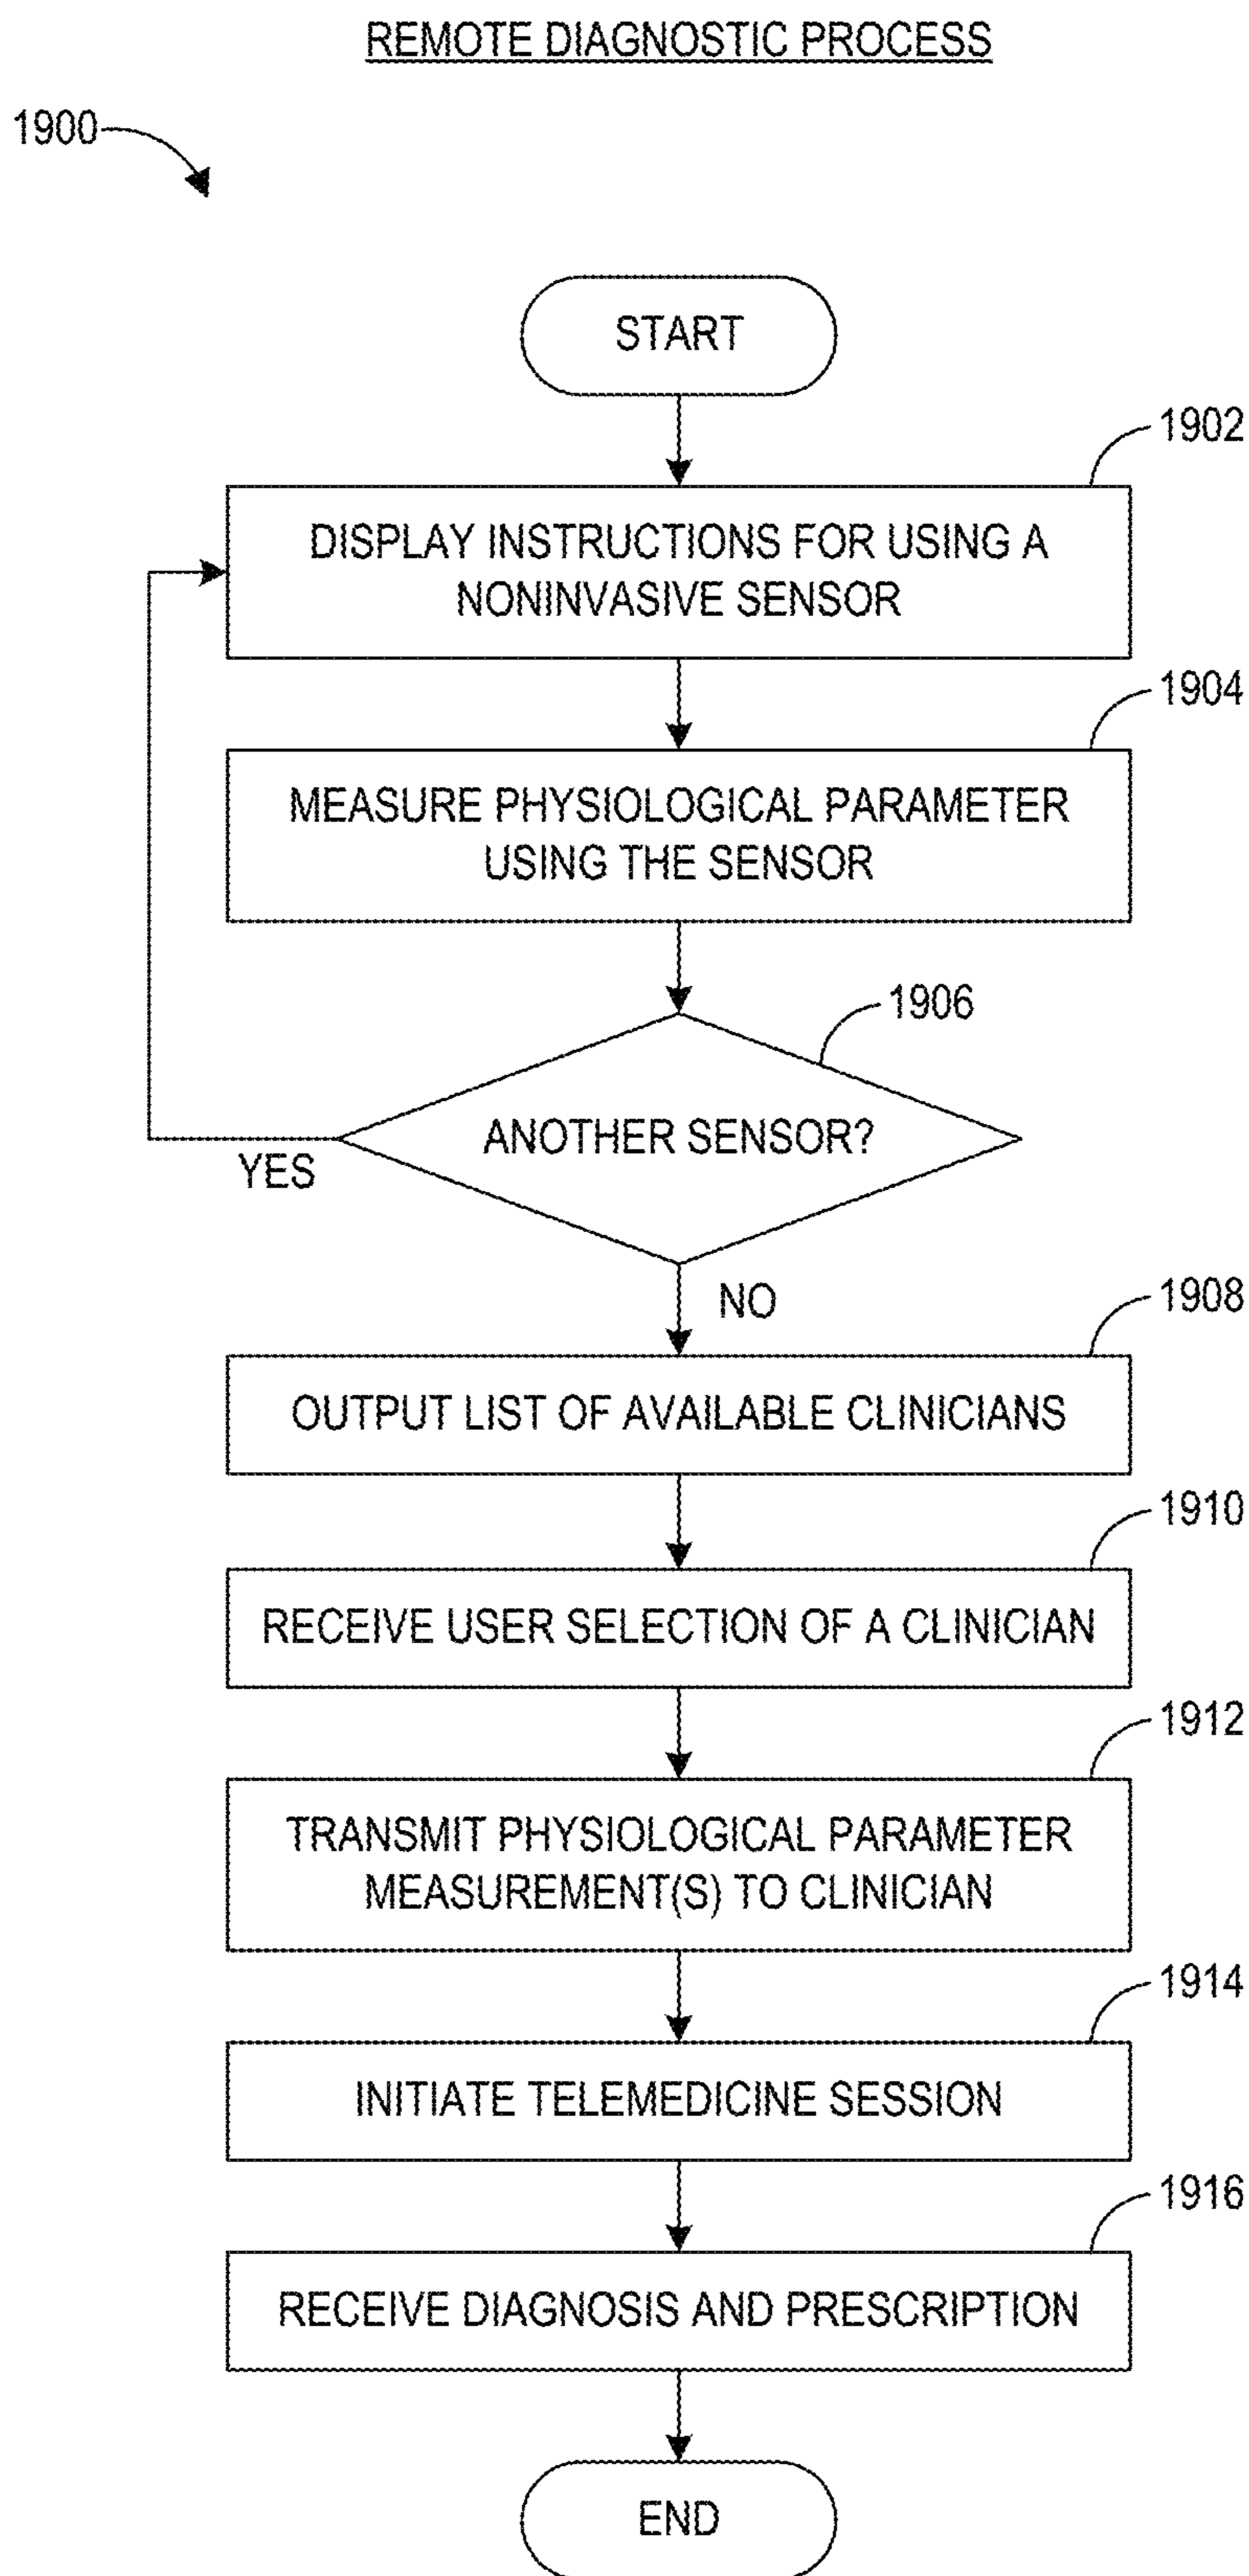 REMOTE DIAGNOSTIC PROCESS
1900
START
1902
DISPLAY INSTRUCTIONS FOR USING A
NONINVASIVE SENSOR
1904
MEASURE PHYSIOLOGICAL PARAMETER
USING THE SENSOR
1906
ANOTHER SENSOR?
YES
NO
1908
OUTPUT LIST OF AVAILABLE CLINICIANS
1910
RECEIVE USER SELECTION OF A CLINICIAN
1912
TRANSMIT PHYSIOLOGICAL PARAMETER
MEASUREMENT(S) TO CLINICIAN
1914
INITIATE TELEMEDICINE SESSION
1916
RECEIVE DIAGNOSIS AND PRESCRIPTION
END